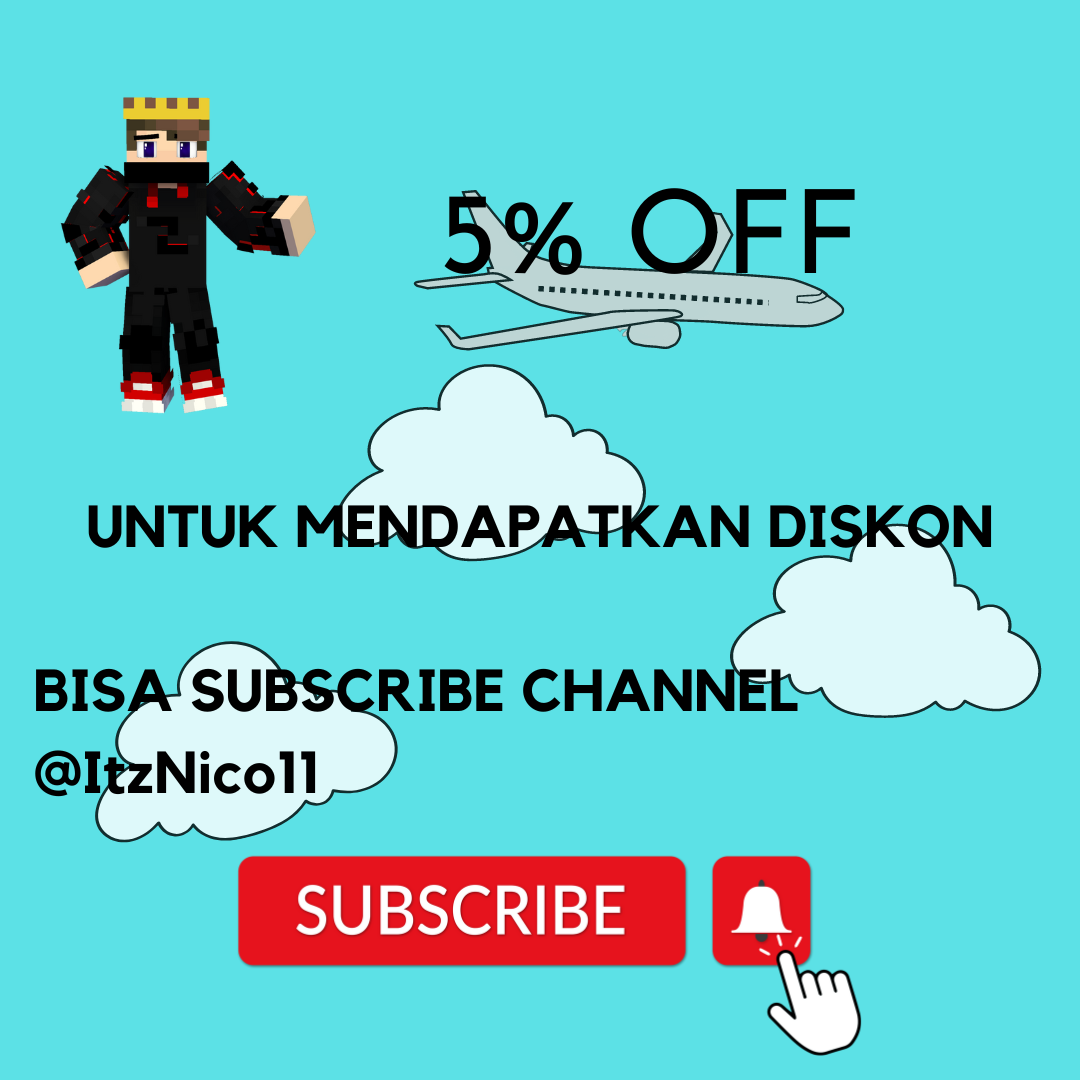 5% OFF
UNTUK MENDAPATKAN DISKON
BISA SUBSCRIBE CHANNEL
@ItzNico11
SUBSCRIBE